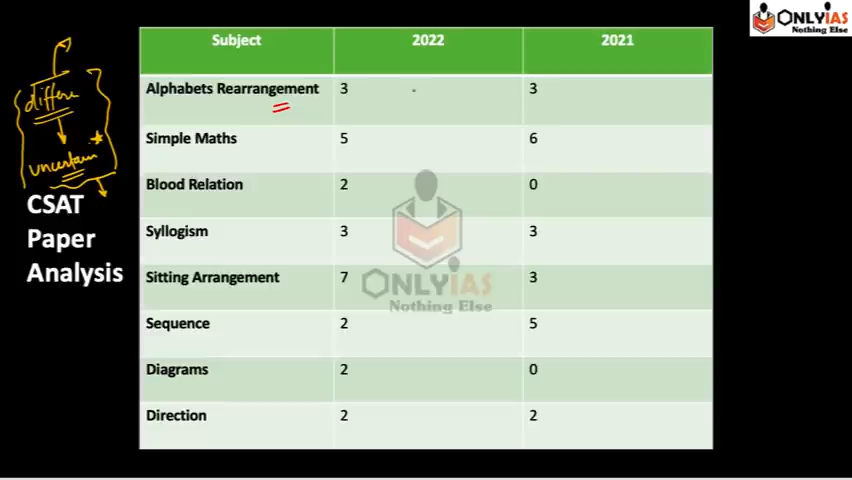 ONLYIAS
Nothing Else
Subject 2022 2021
Alphabets Rearrangement 3 3
Simple Maths 5 6
Blood Relation 2 0
Syllogism 3 3
Sitting Arrangement 7 3
Sequence 2 5
Diagrams 2 0
Direction 2 2
uncertain
CSAT
Paper
Analysis
ONLYIAS
Nothing Else